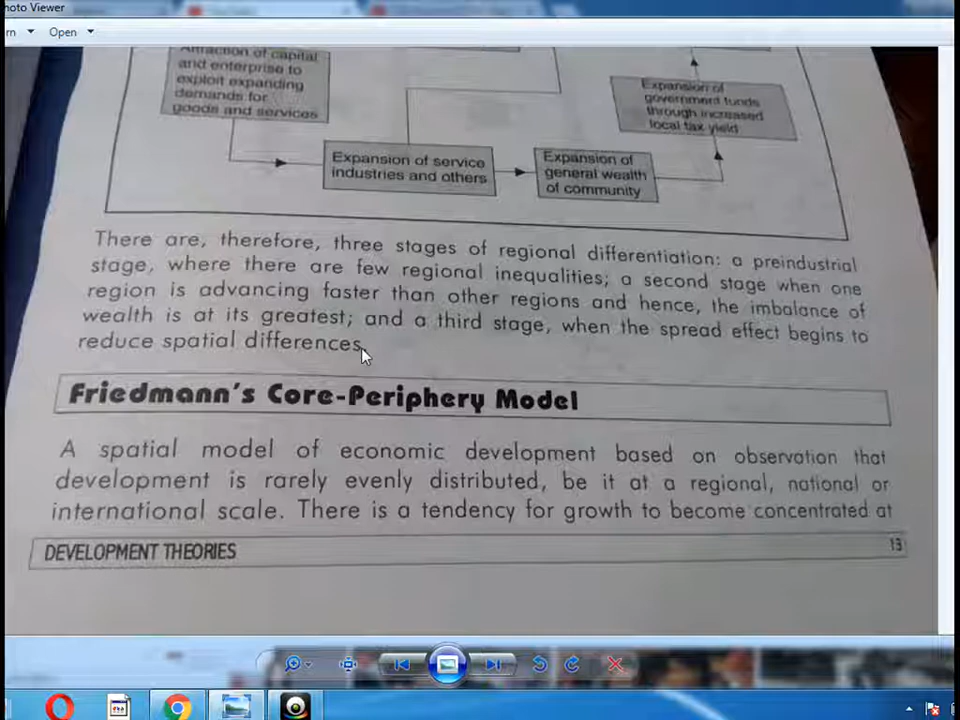 hoto Viewer
rn
Open
Attraction of capital
and enterprise to
exploit expanding
demands for
goods and services
Expansion of
government funds
through increased
local tax yield
Expansion of service
industries and others
Expansion of
general wealth
of community
There are, therefore, three stages of regional differentiation: a preindustrial
stage, where there are few regional inequalities; a second stage when one
region is advancing faster than other regions and hence, the imbalance of
wealth is at its greatest; and a third stage, when the spread effect begins to
reduce spatial differences.
Friedmann's Core-Periphery Model
A spatial model of economic development based on observation that
development is rarely evenly distributed, be it at a regional, national or
international scale. There is a tendency for growth to become concentrated at
DEVELOPMENT THEORIES
13